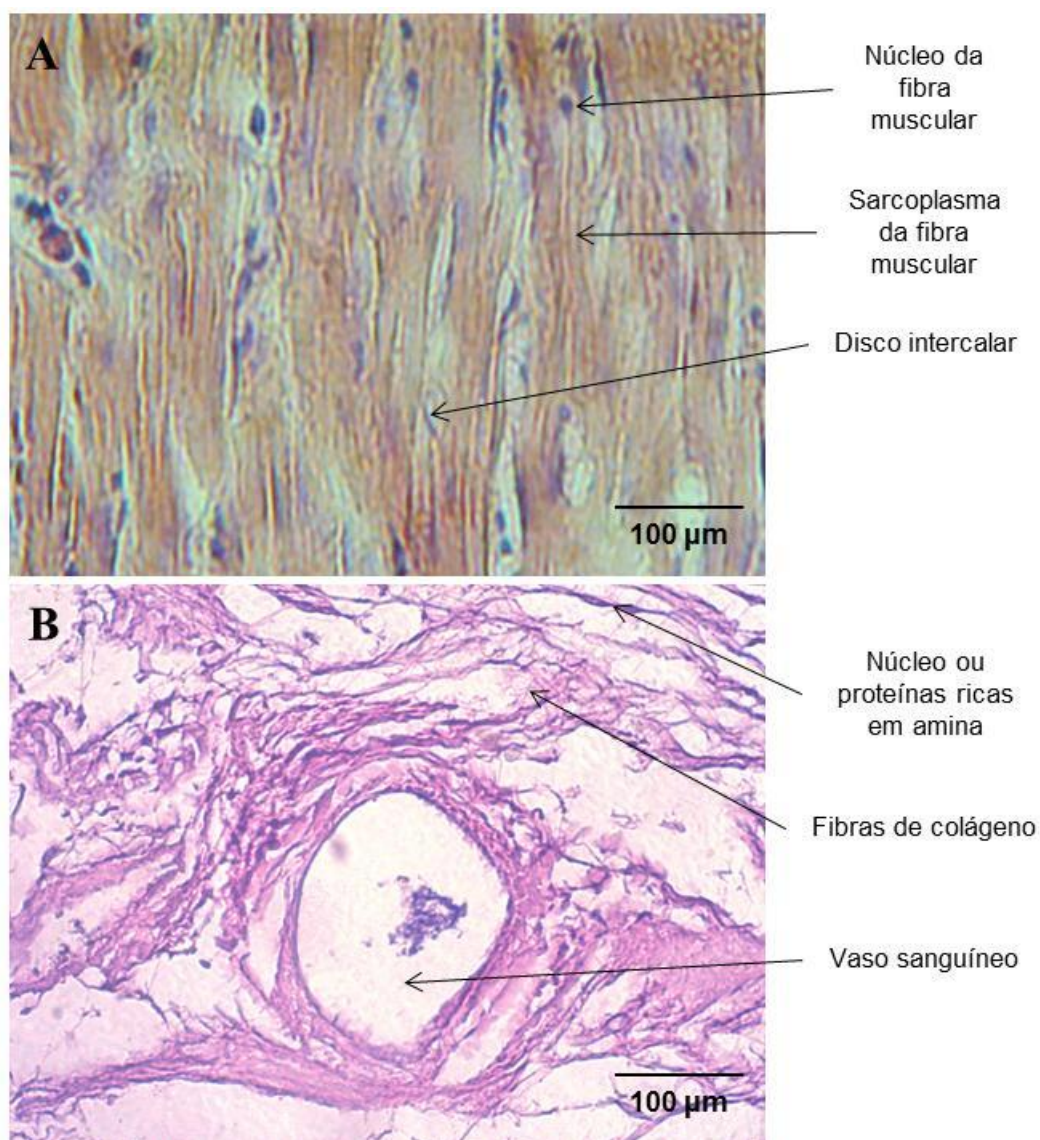 A
Núcleo da
fibra
muscular
Sarcoplasma
da fibra
muscular
Disco intercalar
100 µm
B
Núcleo ou
proteínas ricas
em amina
Fibras de colágeno
Vaso sanguíneo
100 µm